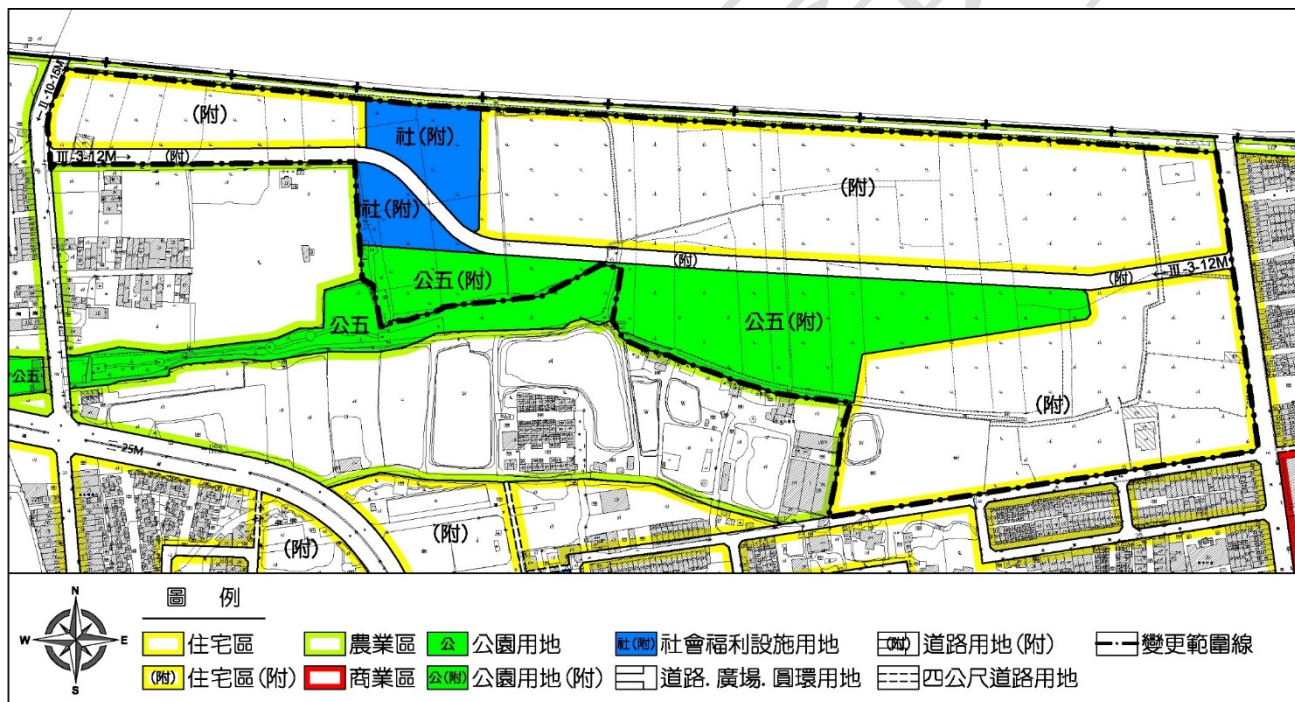 ←Ⅱ-10-15M
(附)
社(附)
Ⅲ-3-12M→
(附)
社(附)
(附)
(附)
(附)
←Ⅲ-3-12M
公五(附)
公五
公五(附)
公五
(附)
二-25M
(附)
(附)
N
W
E
S
圖 例
住宅區
農業區
公 公園用地
社(附) 社會福利設施用地
(附) 道路用地(附)
變更範圍線
(附) 住宅區(附)
商業區
公(附) 公園用地(附)
道路.廣場.圓環用地
四公尺道路用地